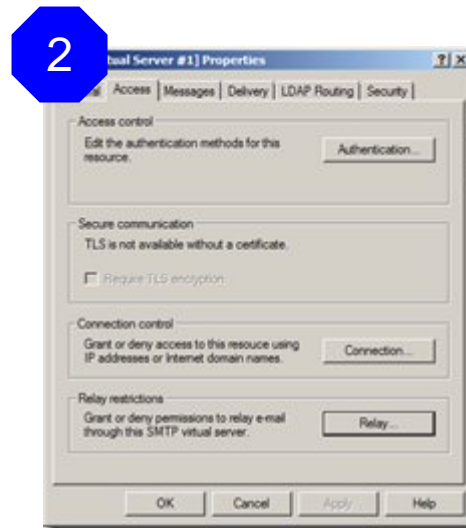 2
tual Server #1] Properties
Access Messages Delivery LDAP Routing Security
Access control
Edit the authentication methods for this
resource.
Authentication...
Secure communication
TLS is not available without a certificate.
Require TLS encryption
Connection control
Grant or deny access to this resouce using
IP addresses or Internet domain names.
Connection...
Relay restrictions
Grant or deny permissions to relay e-mail
through this SMTP virtual server.
Relay...
OK Cancel Apply Help